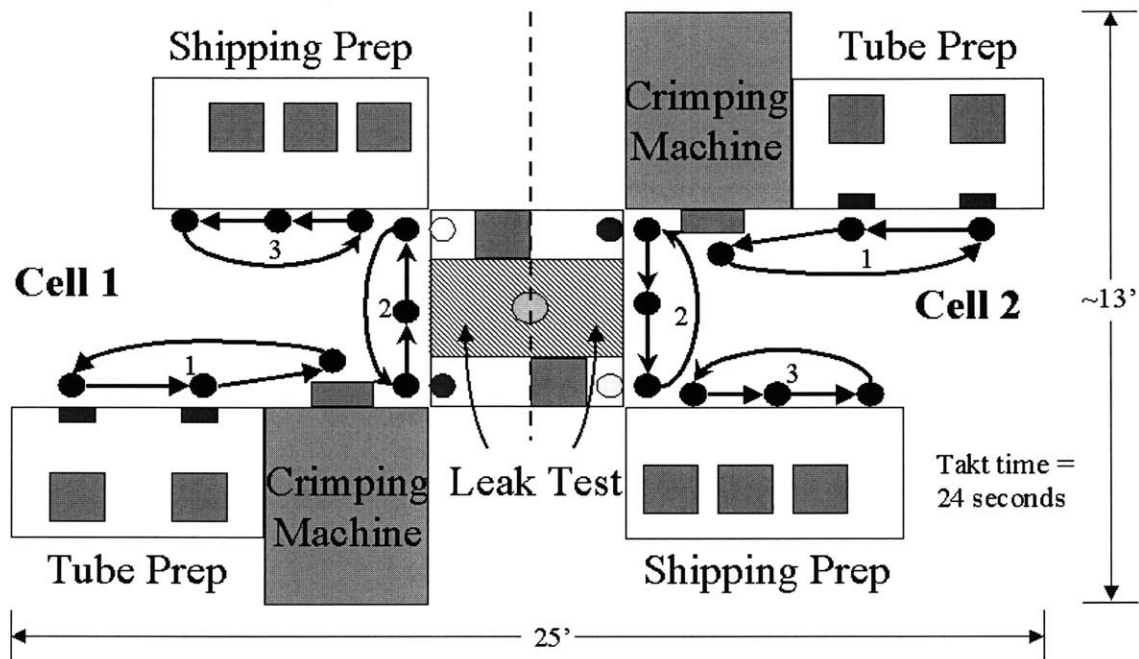 Shipping Prep
Crimping
Machine
Tube Prep
3
2
1
Cell 1
Cell 2
~13’
1
2
3
Leak Test
Takt time =
24 seconds
Crimping
Machine
Tube Prep
Shipping Prep
25’